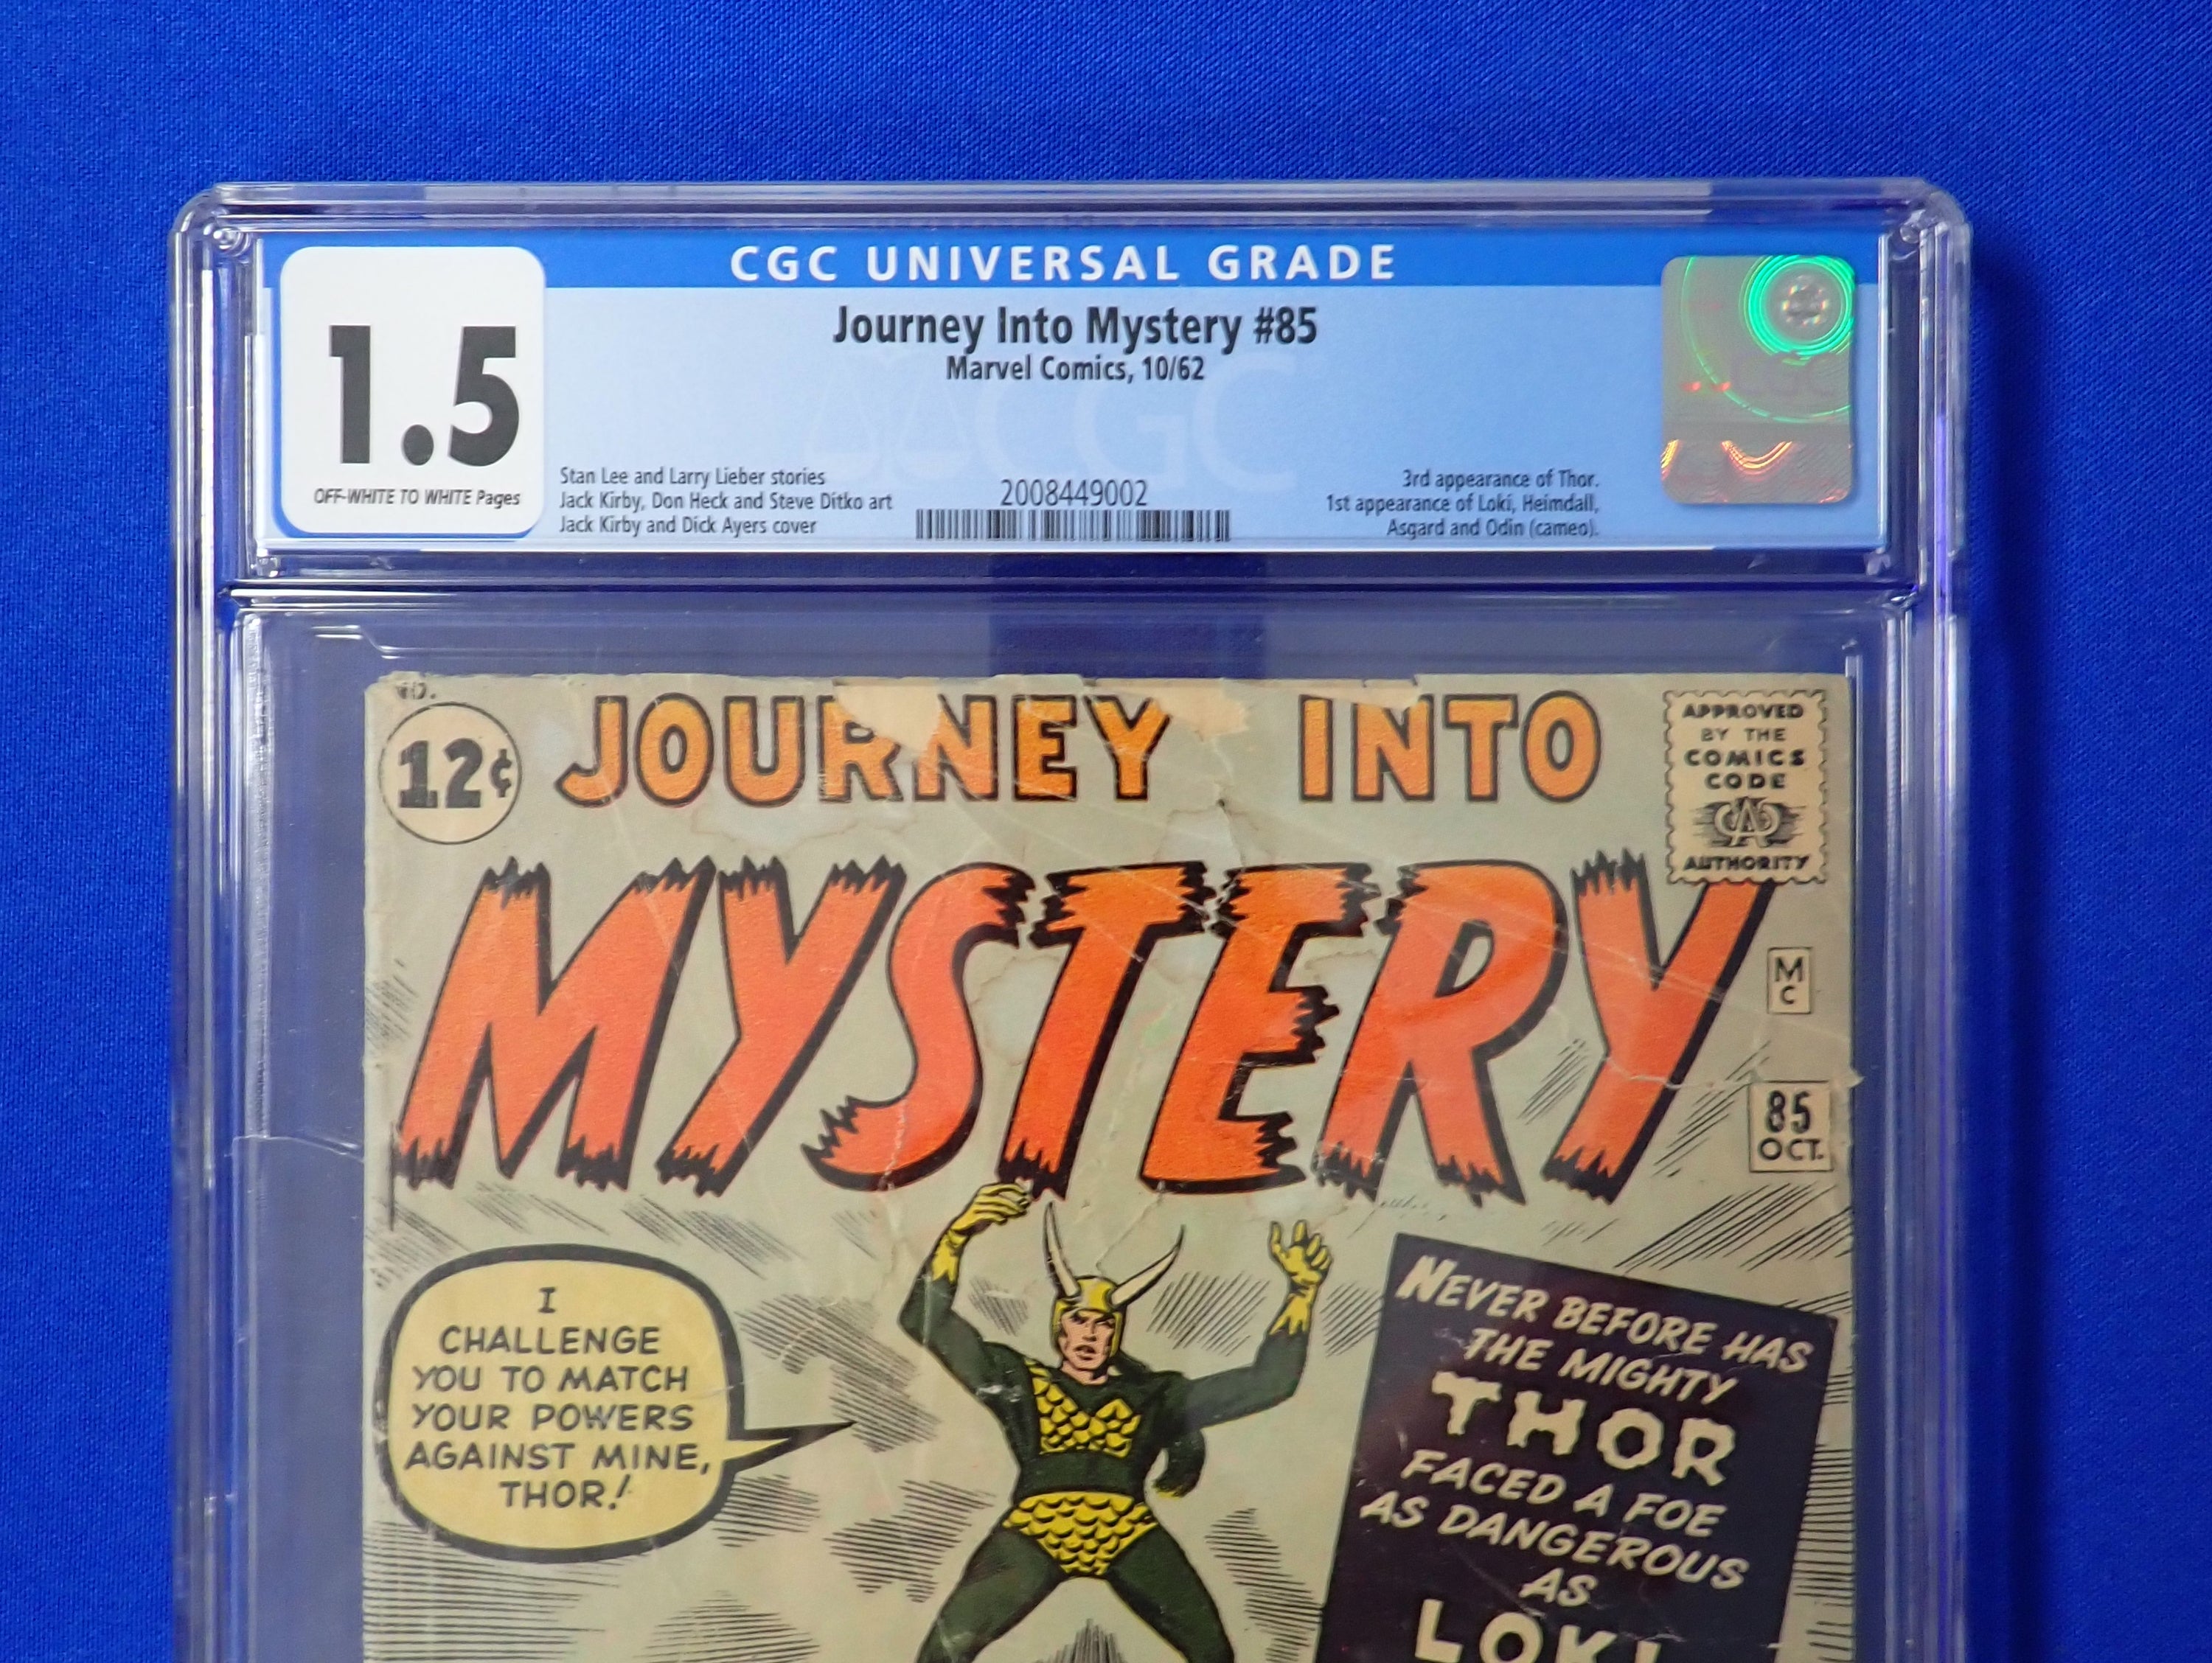 CGC UNIVERSAL GRADE
1.5
OFF-WHITE TO WHITE Pages
Journey Into Mystery #85
Marvel Comics, 10/62
CGC
Stan Lee and Larry Lieber stories
Jack Kirby, Don Heck and Steve Ditko art
Jack Kirby and Dick Ayers cover
2008449002
3rd appearance of Thor.
1st appearance of Loki, Heimdall,
Asgard and Odin (cameo).
12¢
JOURNEY INTO
MYSTERY
APPROVED
BY THE
COMICS
CODE
CA
AUTHORITY
M
C
85
OCT.
I
CHALLENGE
YOU TO MATCH
YOUR POWERS
AGAINST MINE,
THOR!
NEVER BEFORE HAS
THE MIGHTY
THOR
FACED A FOE
AS DANGEROUS
AS
LOKI